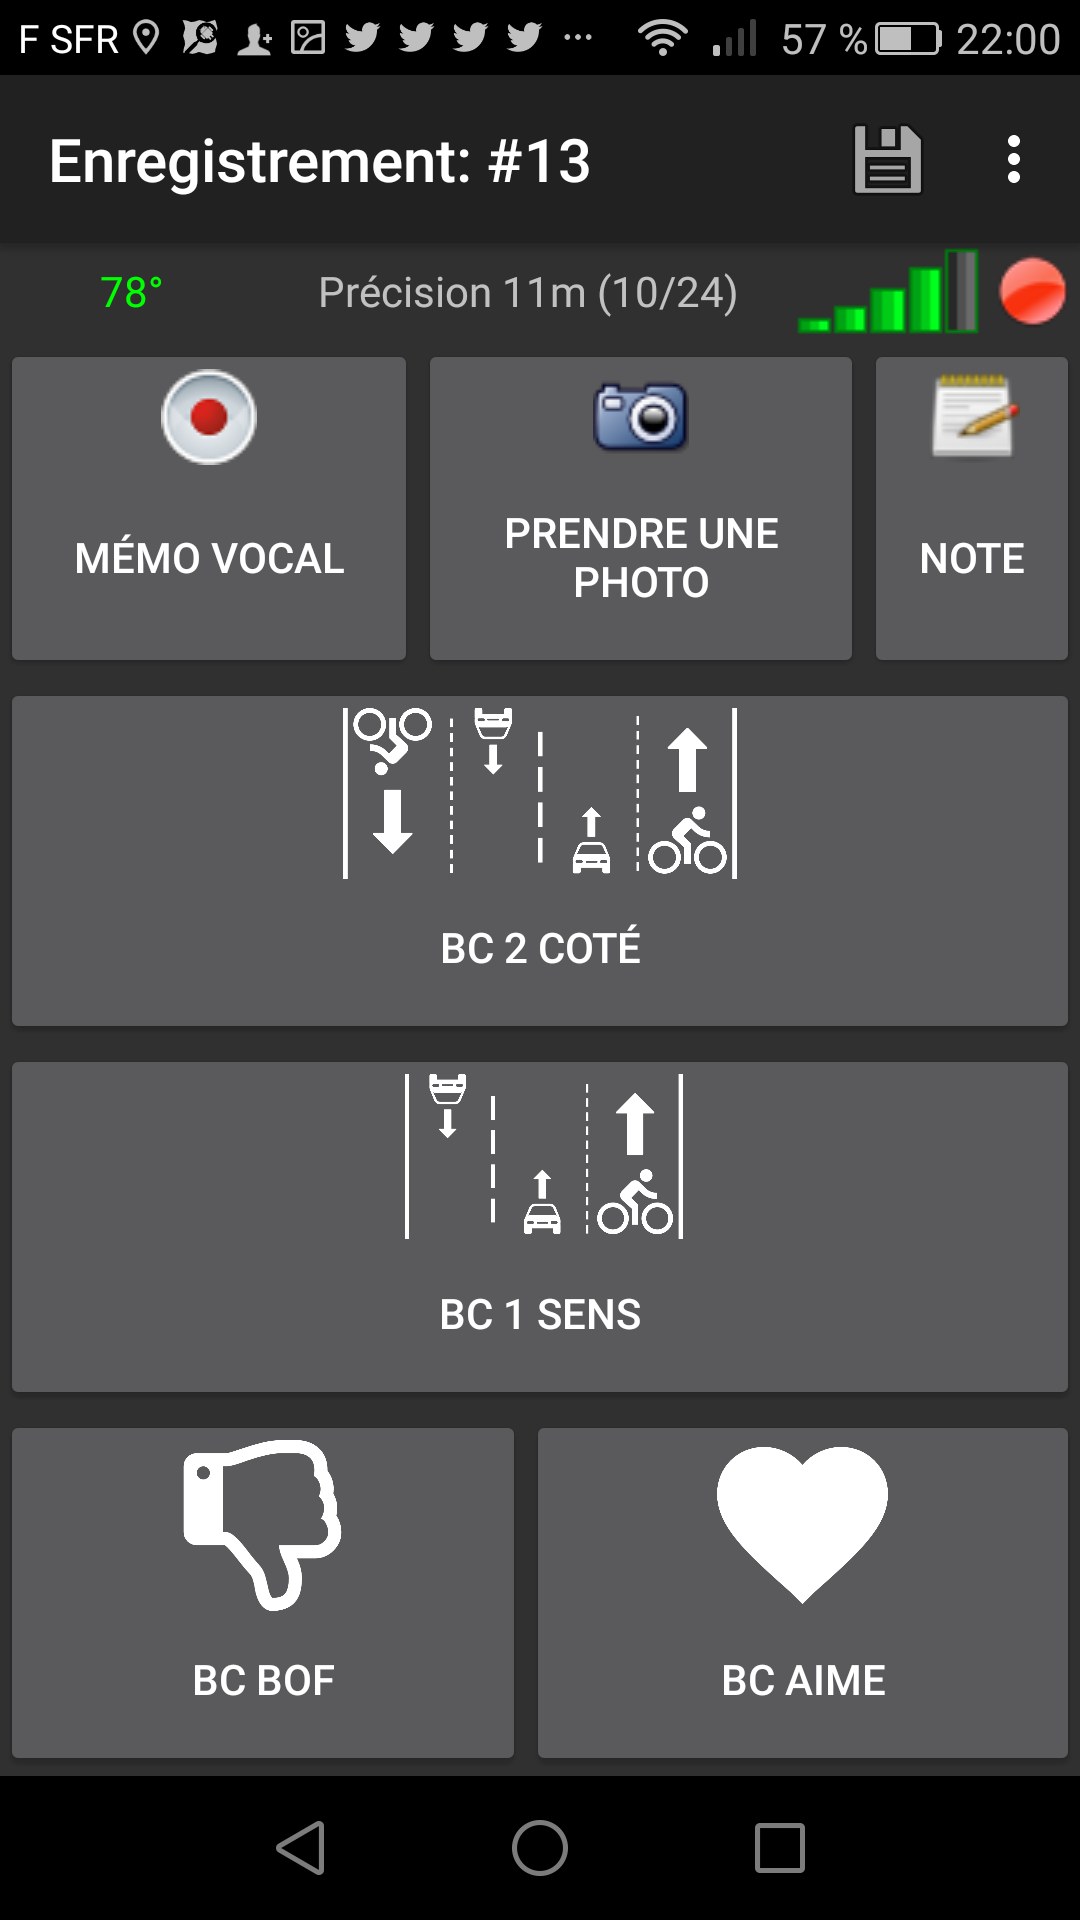 F SFR 57 % 22:00
Enregistrement: #13
78° Précision 11m (10/24)
MÉMO VOCAL
PRENDRE UNE
PHOTO
NOTE
BC 2 COTÉ
BC 1 SENS
BC BOF
BC AIME